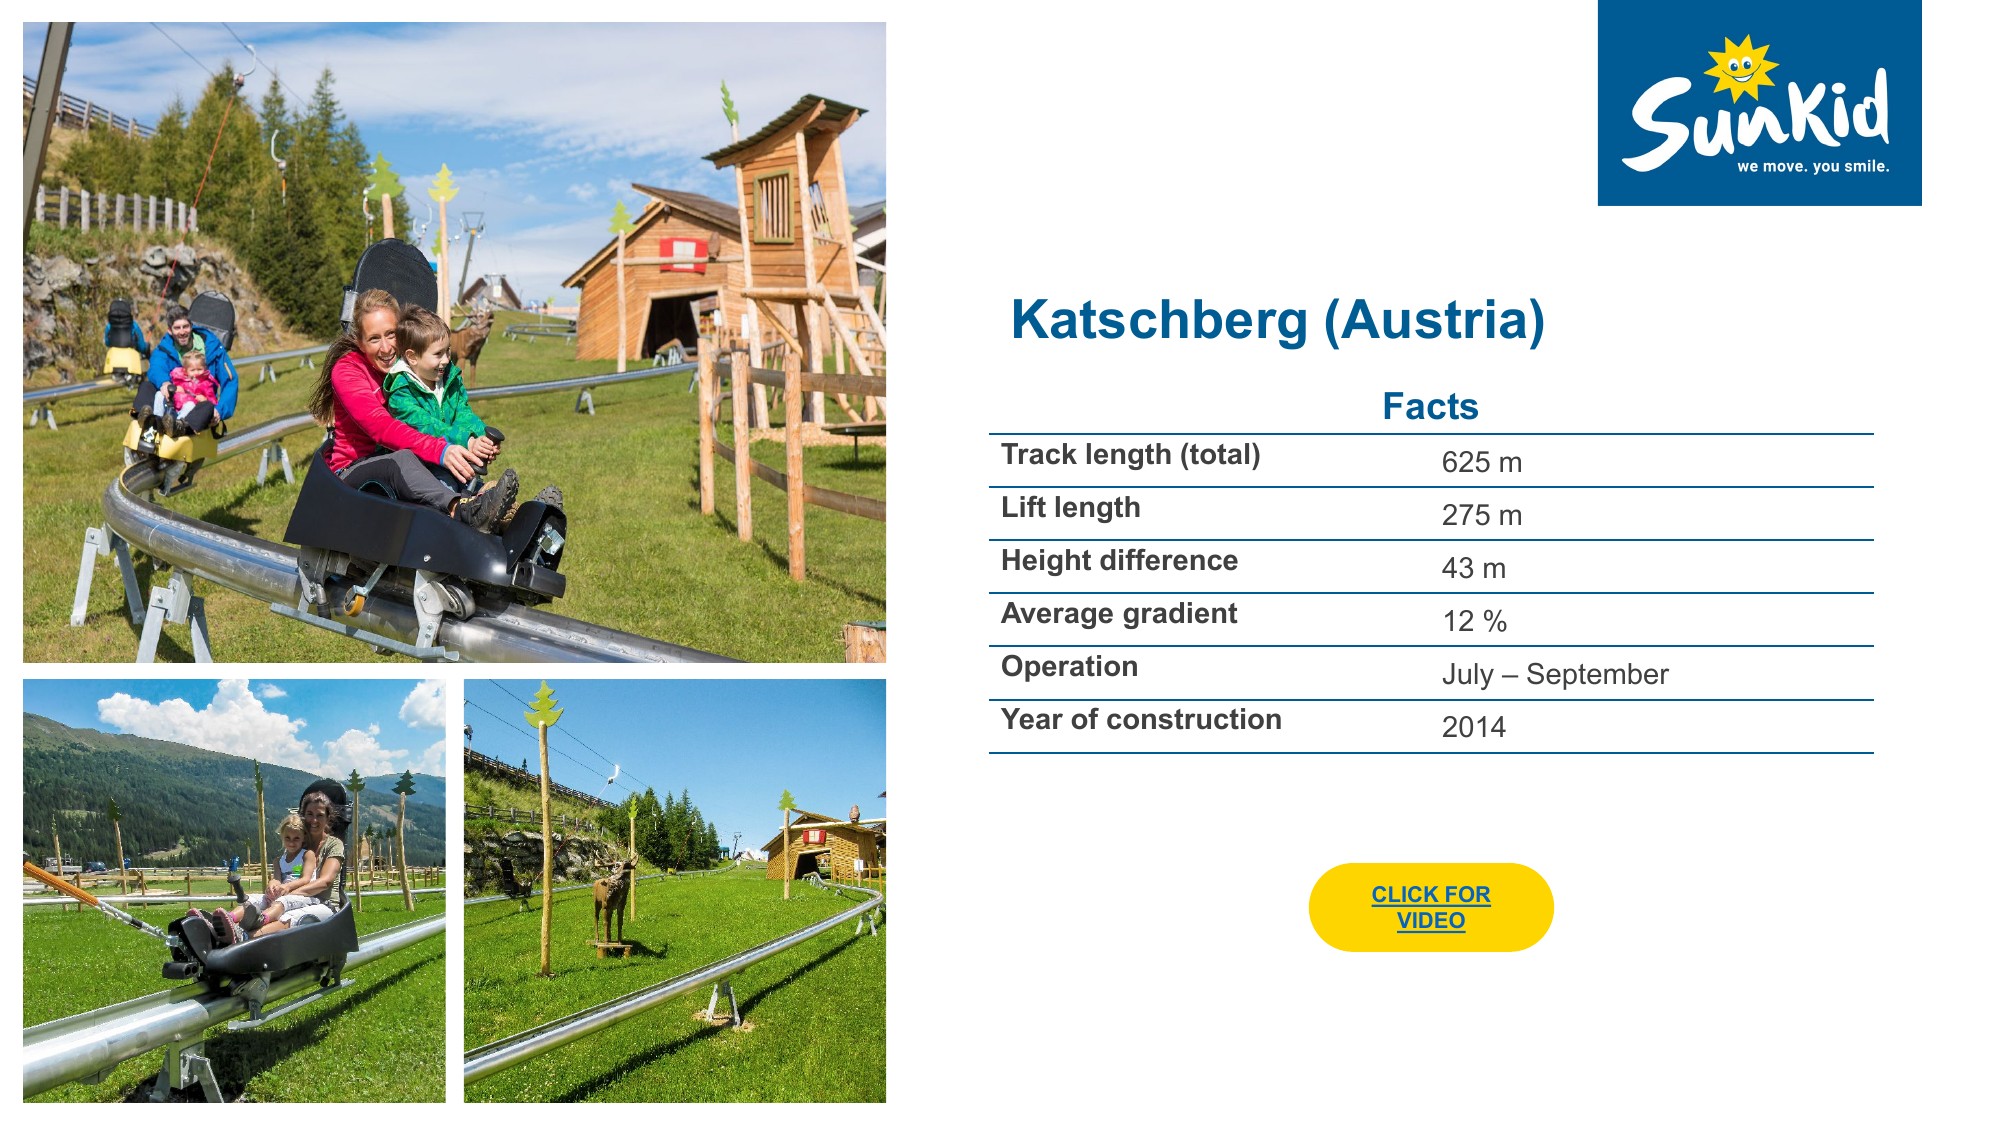 SunKid
we move. you smile.
Katschberg (Austria)
Facts
Track length (total) 625 m
Lift length 275 m
Height difference 43 m
Average gradient 12 %
Operation July – September
Year of construction 2014
CLICK FOR
VIDEO